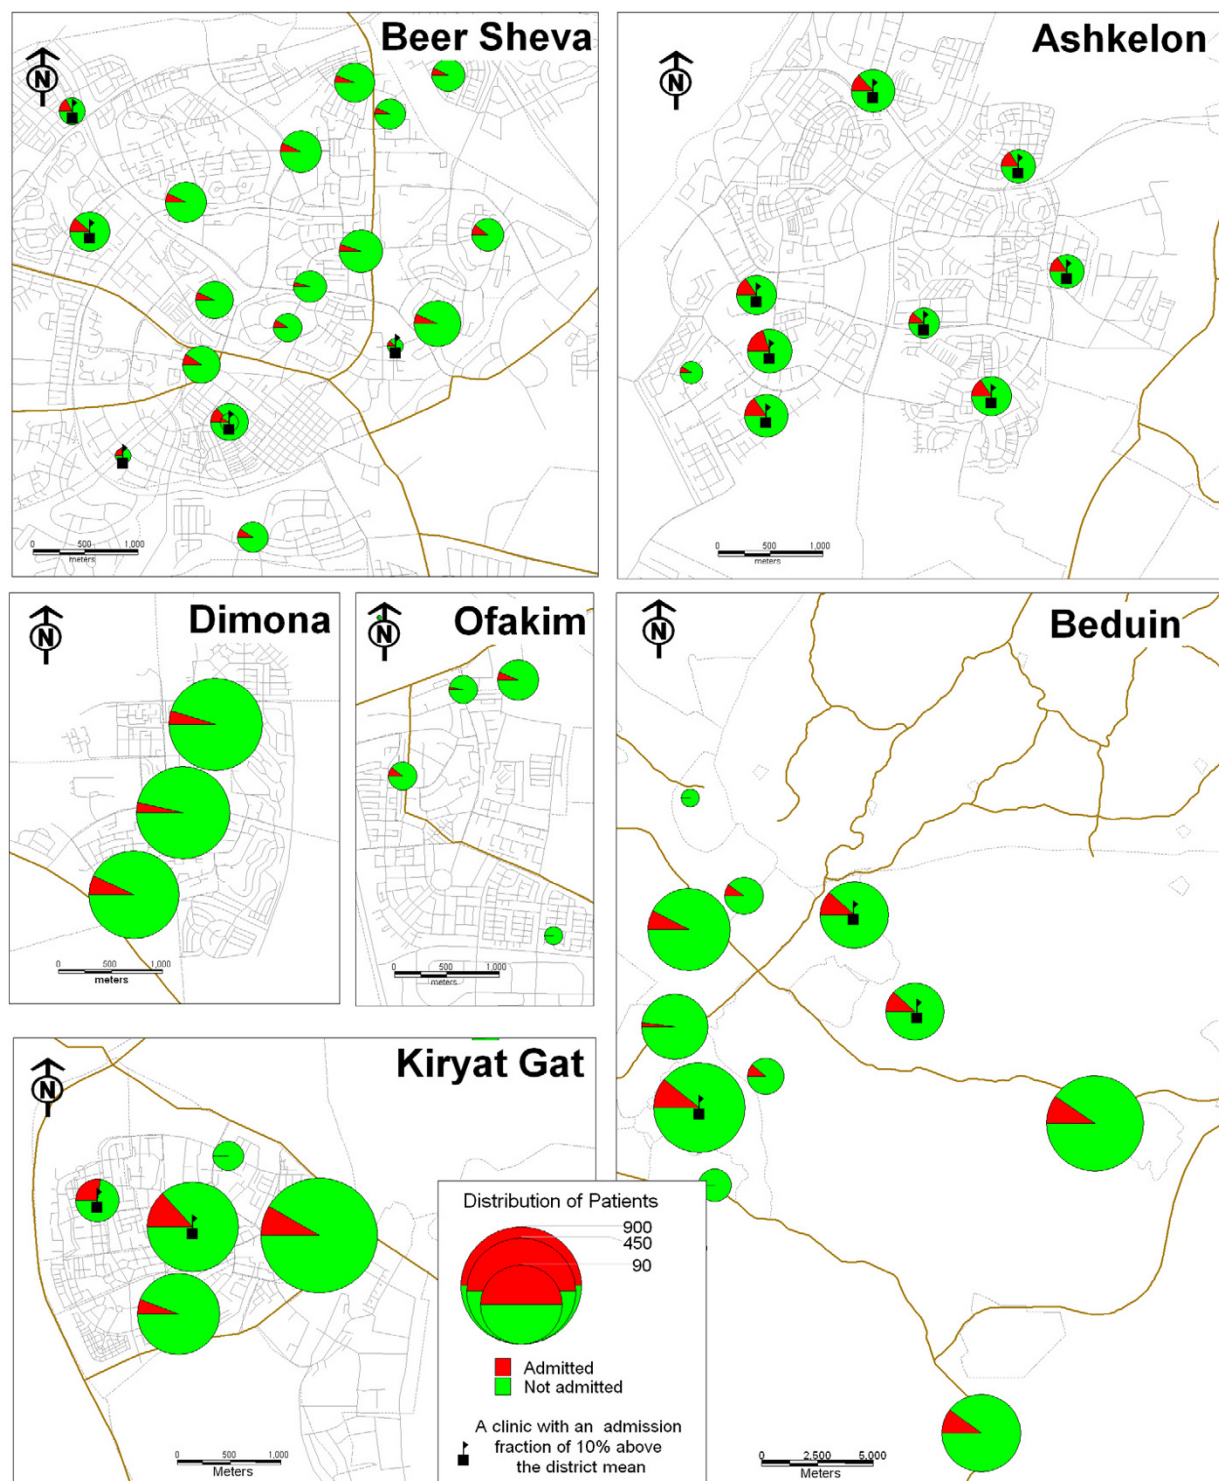 Beer Sheva
N
0 500 1,000
meters
Ashkelon
N
0 500 1,000
meters
Dimona
N
0 500 1,000
meters
Ofakim
N
0 500 1,000
meters
Beduin
N
0 2,500 5,000
Meters
Kiryat Gat
N
0 500 1,000
Meters
Distribution of Patients
900
450
90
Admitted
Not admitted
A clinic with an admission
fraction of 10% above
the district mean